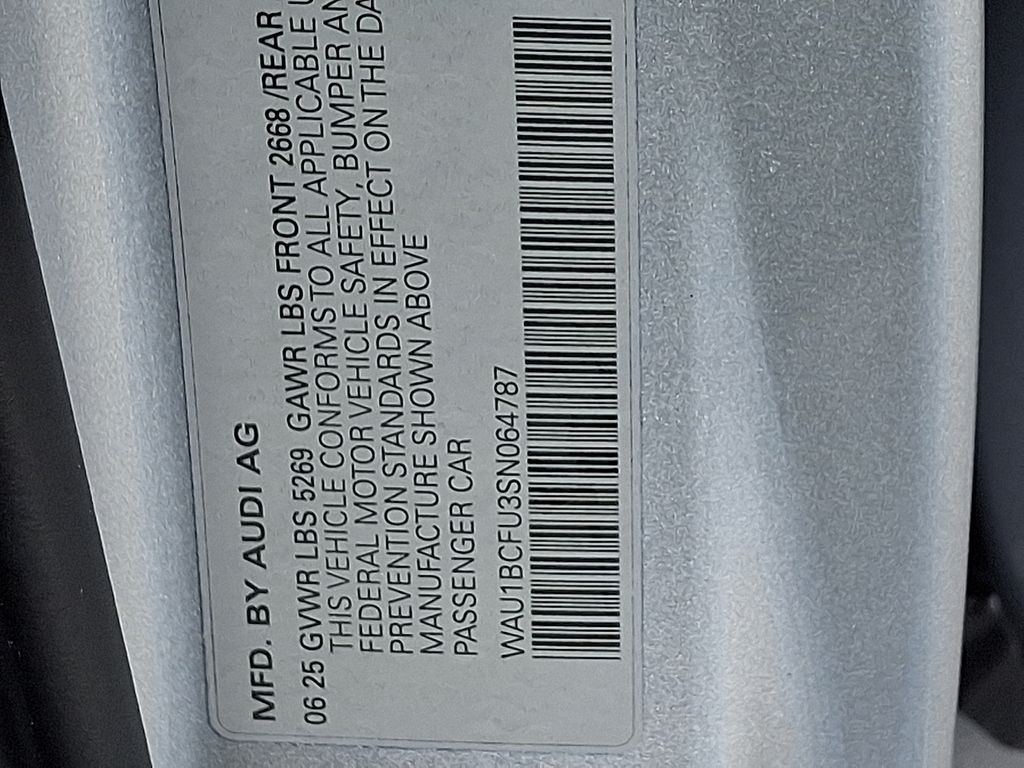 MFD. BY AUDI AG
06 25 GVWR LBS 5269 GAWR LBS FRONT 2668 /REAR
THIS VEHICLE CONFORMS TO ALL APPLICABLE
FEDERAL MOTOR VEHICLE SAFETY, BUMPER AN
PREVENTION STANDARDS IN EFFECT ON THE DA
MANUFACTURE SHOWN ABOVE
PASSENGER CAR
WAU1BCFU3SN064787